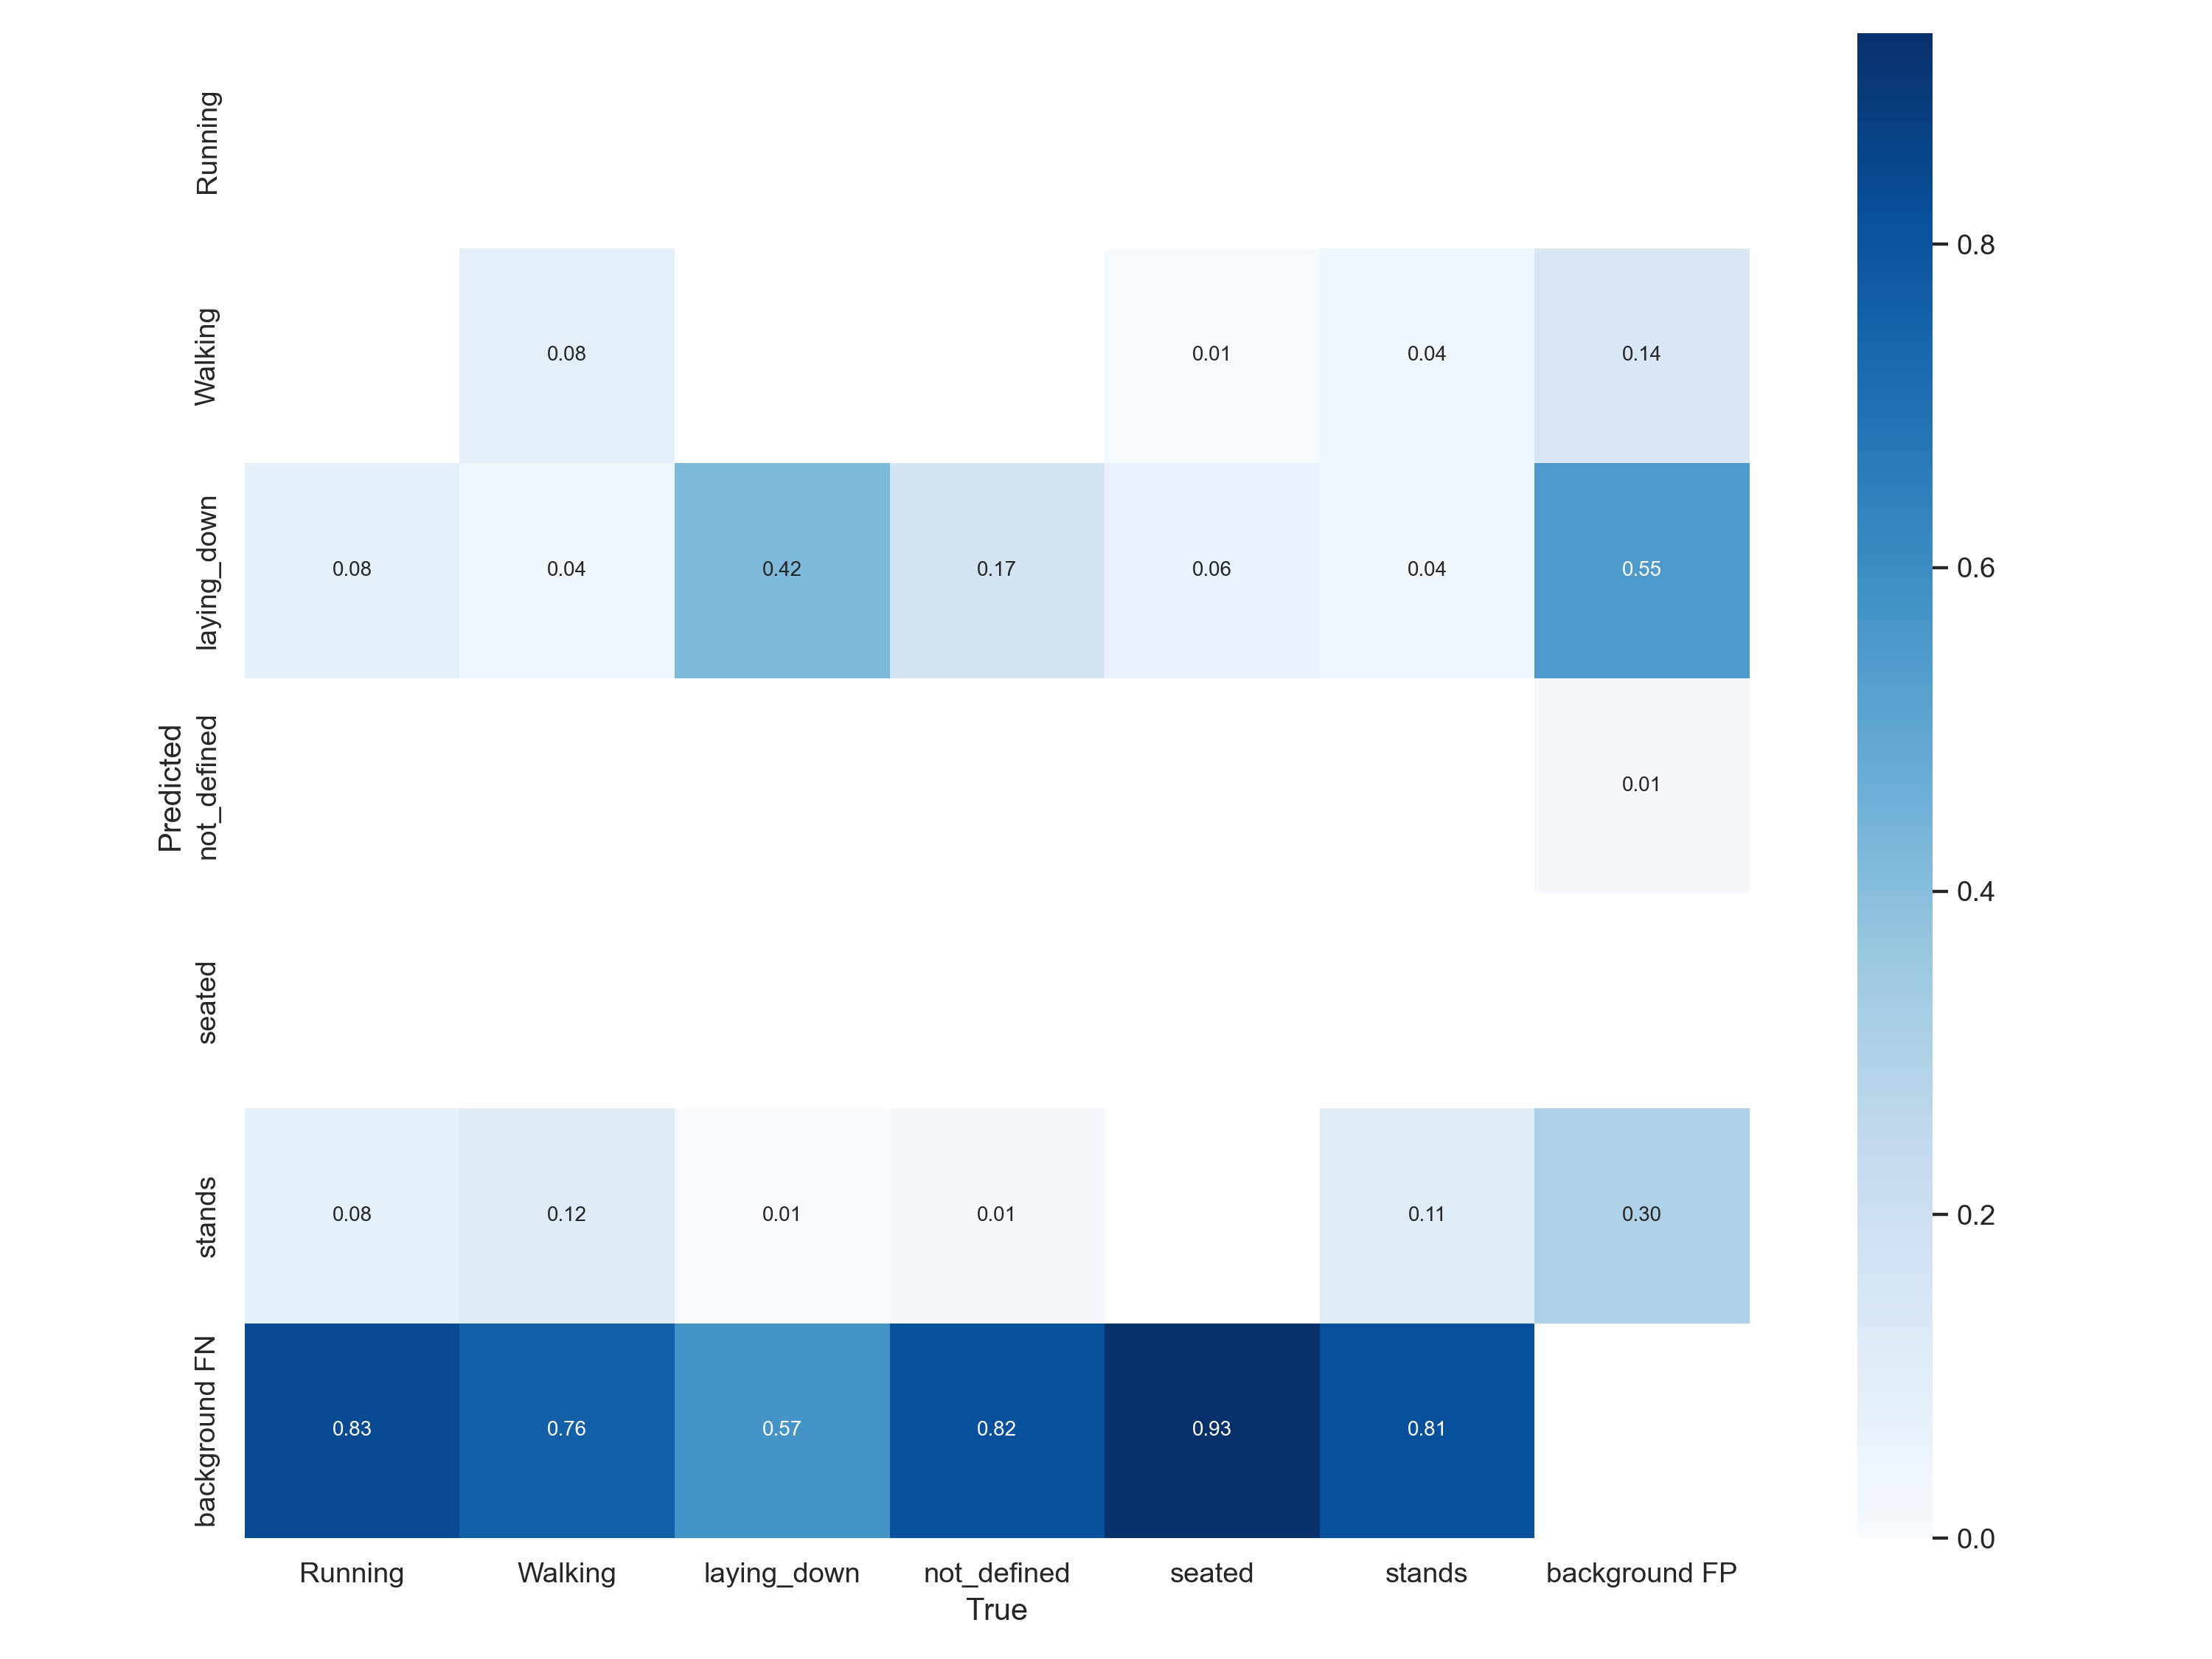 Running
Walking
0.08
0.01
0.04
0.14
0.8
laying_down
0.08
0.04
0.42
0.17
0.06
0.04
0.55
0.6
Predicted
not_defined
0.01
0.4
seated
stands
0.08
0.12
0.01
0.01
0.11
0.30
0.2
background FN
0.83
0.76
0.57
0.82
0.93
0.81
0.0
Running
Walking
laying_down
not_defined
seated
stands
background FP
True